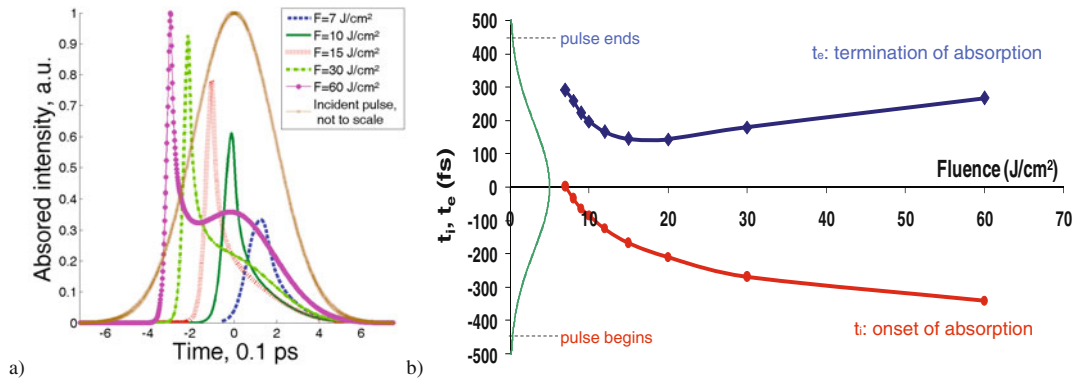 1
0.9
0.8
0.7
0.6
0.5
0.4
0.3
0.2
0.1
0
Absored intensity, a.u.
-6 -4 -2 0 2 4 6
Time, 0.1 ps
F=7 J/cm²
F=10 J/cm²
F=15 J/cm²
F=30 J/cm²
F=60 J/cm²
Incident pulse,
not to scale
a)
500
400
300
200
100
0
-100
-200
-300
-400
-500
tᵢ, tₑ (fs)
pulse ends
tₑ: termination of absorption
Fluence (J/cm²)
0 10 20 30 40 50 60 70
pulse begins
tᵢ: onset of absorption
b)